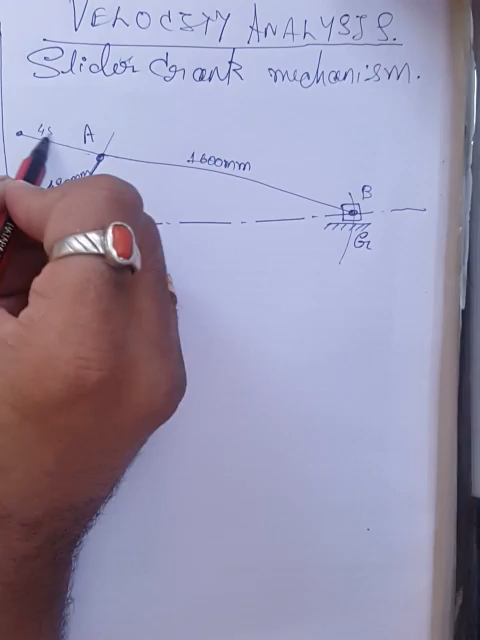 VELOCITY ANALYSIS.
Slider Crank mechanism.
45
A
1600mm
B
G